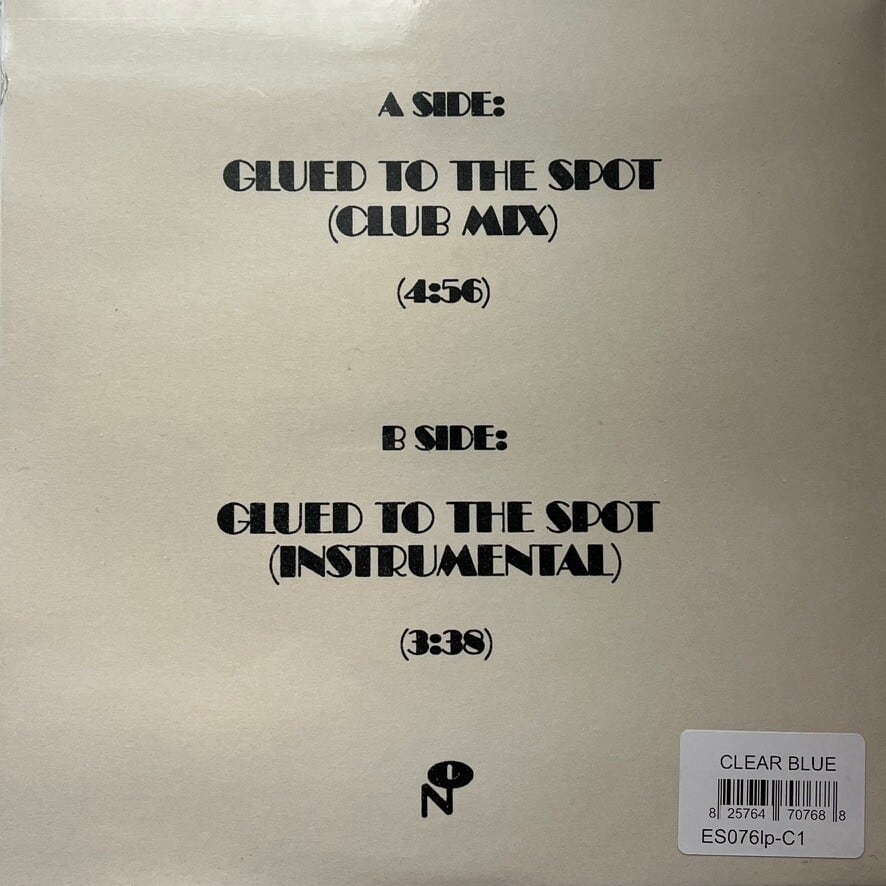 A SIDE:
GLUED TO THE SPOT
(CLUB MIX)
(4:56)
B SIDE:
GLUED TO THE SPOT
(INSTRUMENTAL)
(3:38)
NO
CLEAR BLUE
8 25764 70768 8
ES076lp-C1